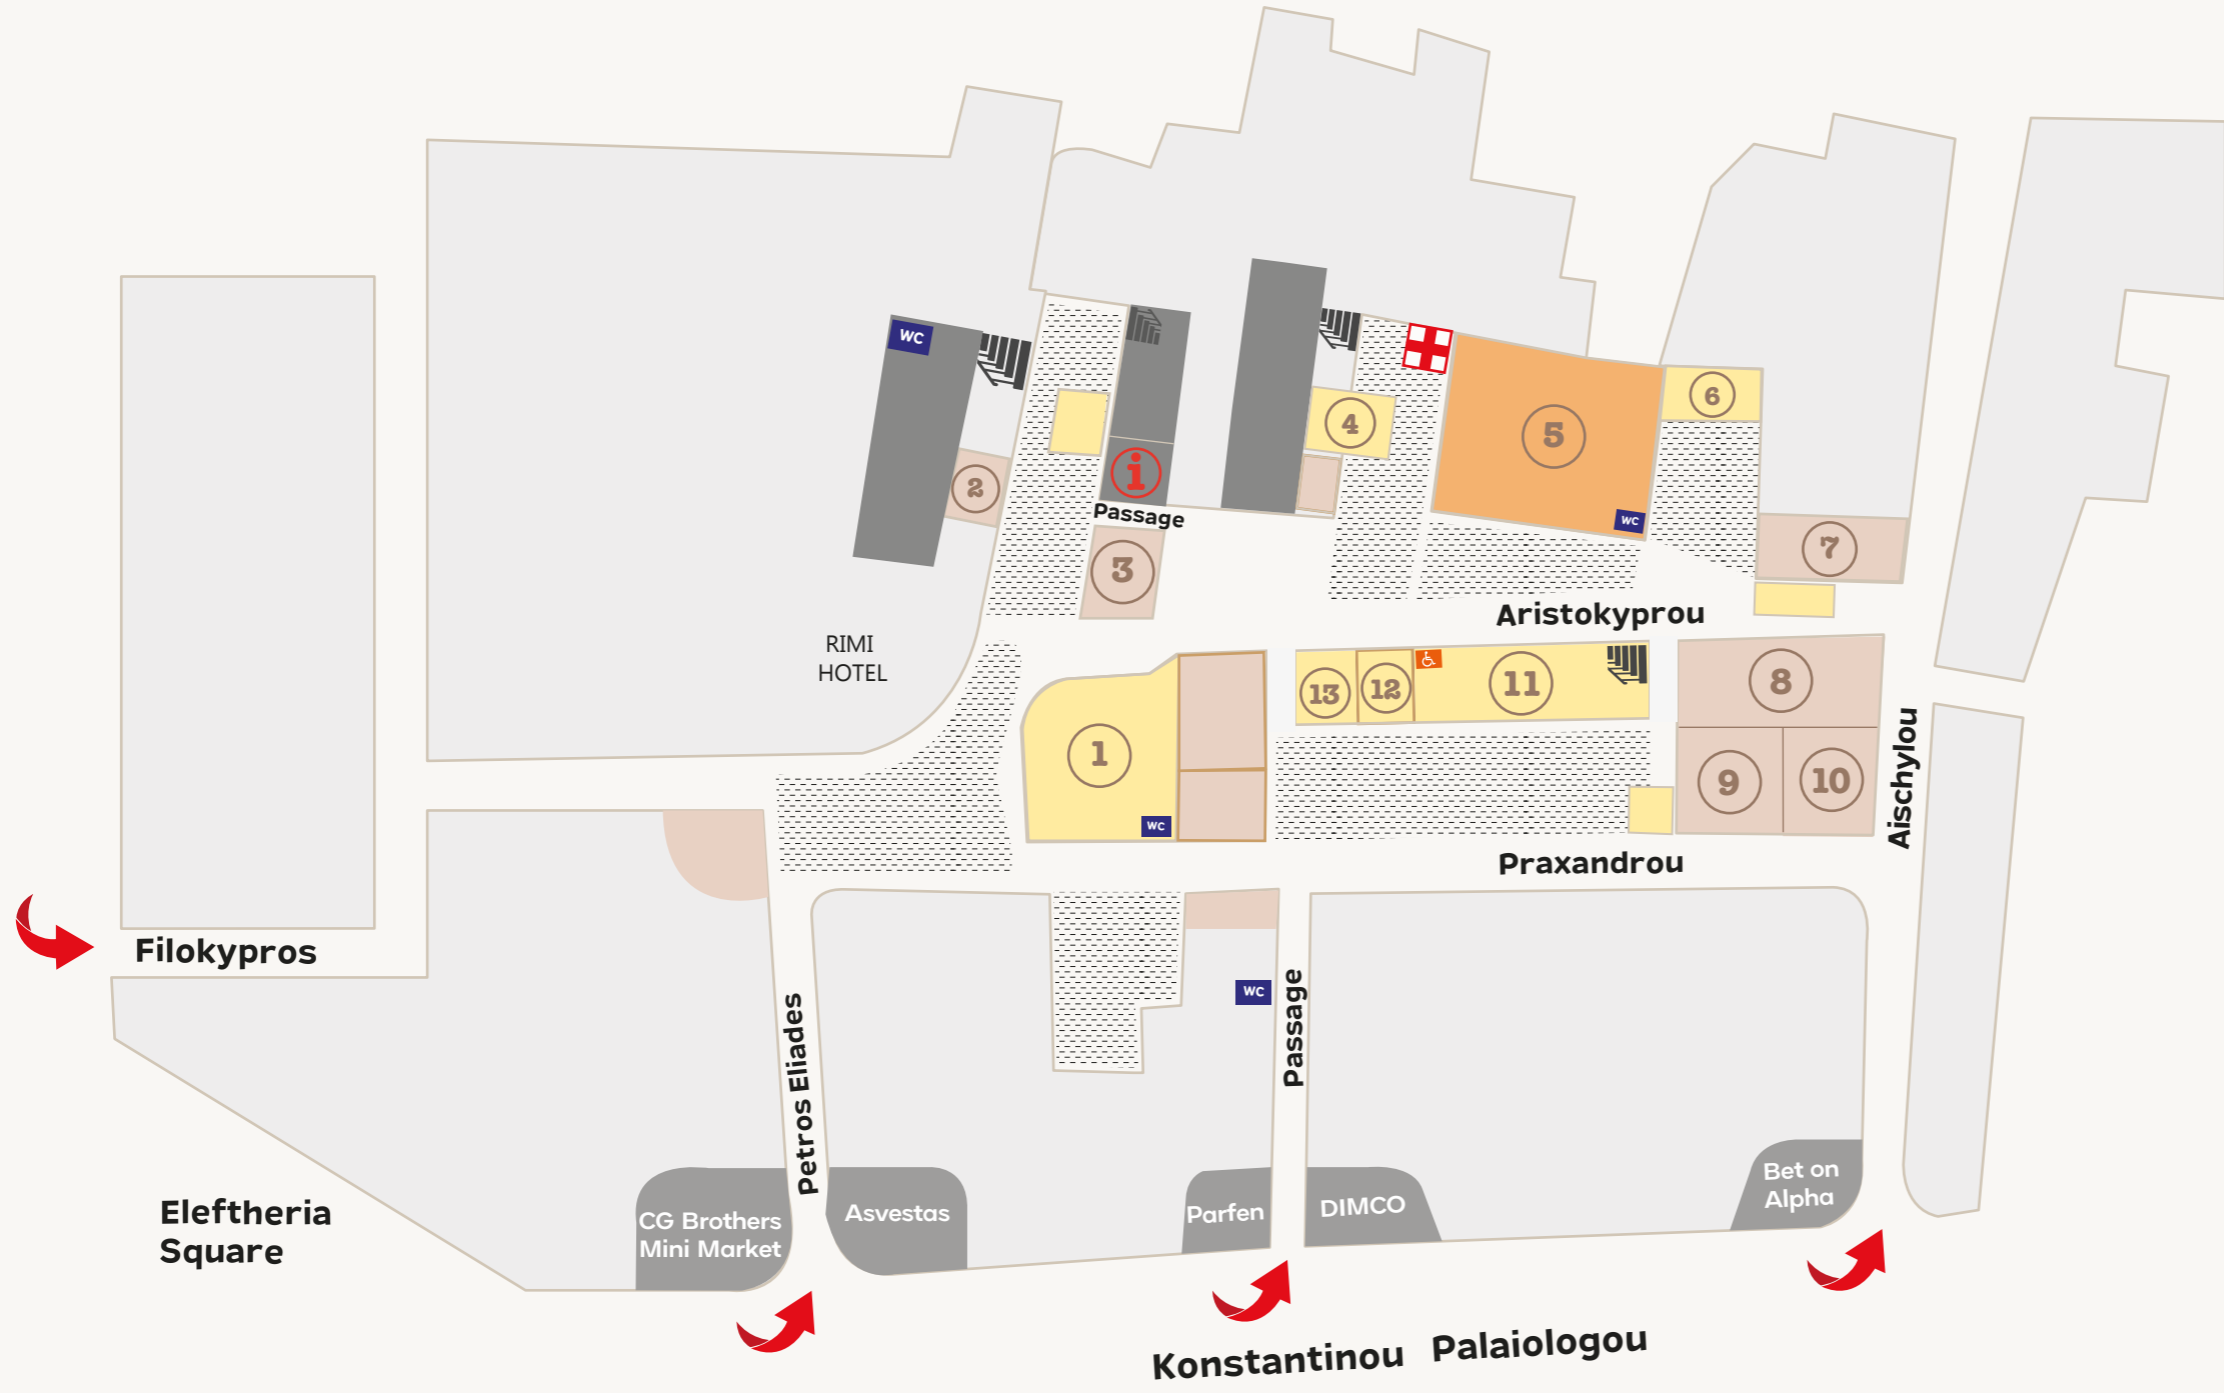 WC
i
6
4
5
2
WC
Passage
7
3
Aristokyprou
RIMI
HOTEL
13
12
11
8
1
9
10
WC
Aischylou
Praxandrou
Filokypros
WC
Passage
Petros Eliades
Bet on
Alpha
Eleftheria
Square
CG Brothers
Mini Market
Asvestas
Parfen
DIMCO
Konstantinou Palaiologou